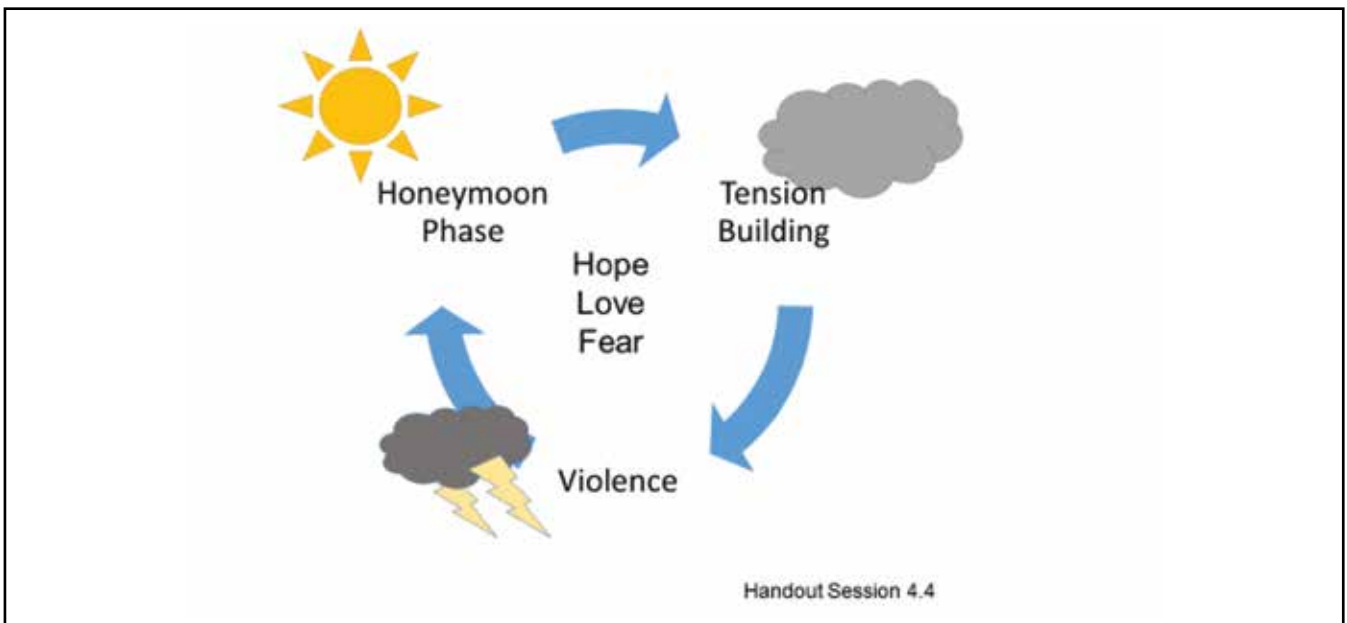 Honeymoon
Phase
Tension
Building
Hope
Love
Fear
Violence
Handout Session 4.4